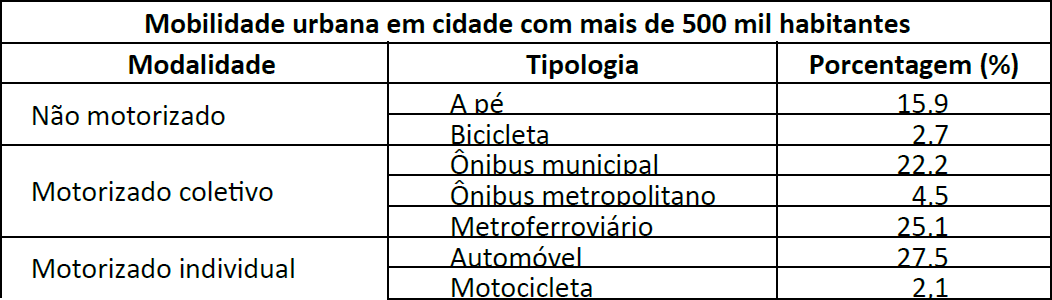 Mobilidade urbana em cidade com mais de 500 mil habitantes
Modalidade Tipologia Porcentagem (%)
Não motorizado
A pé 15,9
Bicicleta 2,7
Motorizado coletivo
Ônibus municipal 22,2
Ônibus metropolitano 4,5
Metroferroviário 25,1
Motorizado individual
Automóvel 27,5
Motocicleta 2,1